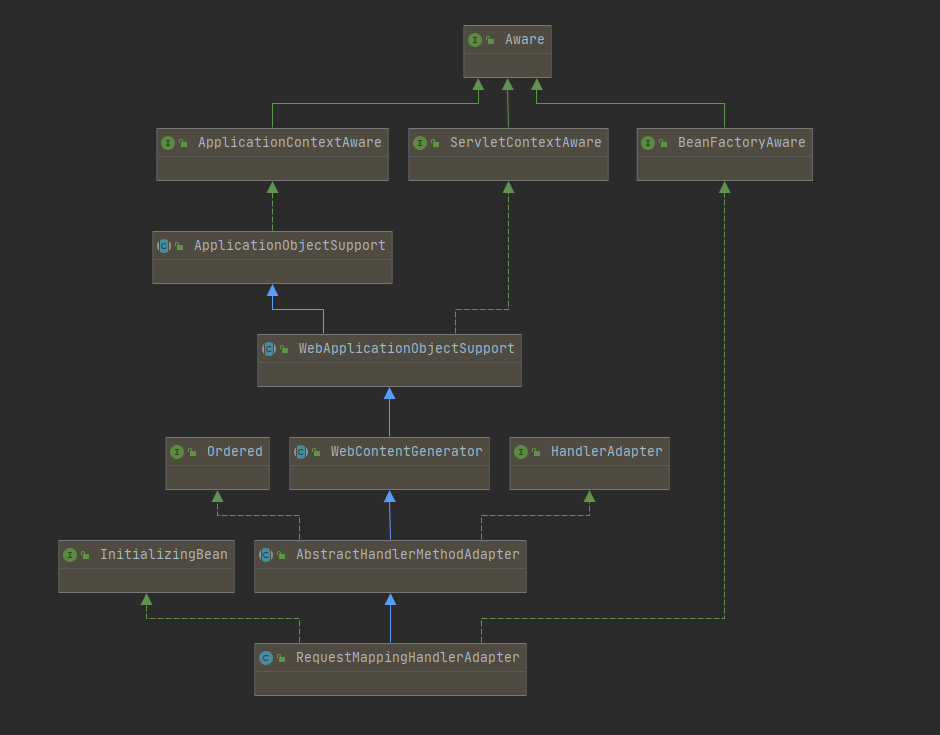 Aware
ApplicationContextAware
ServletContextAware
BeanFactoryAware
ApplicationObjectSupport
WebApplicationObjectSupport
Ordered
WebContentGenerator
HandlerAdapter
InitializingBean
AbstractHandlerMethodAdapter
RequestMappingHandlerAdapter